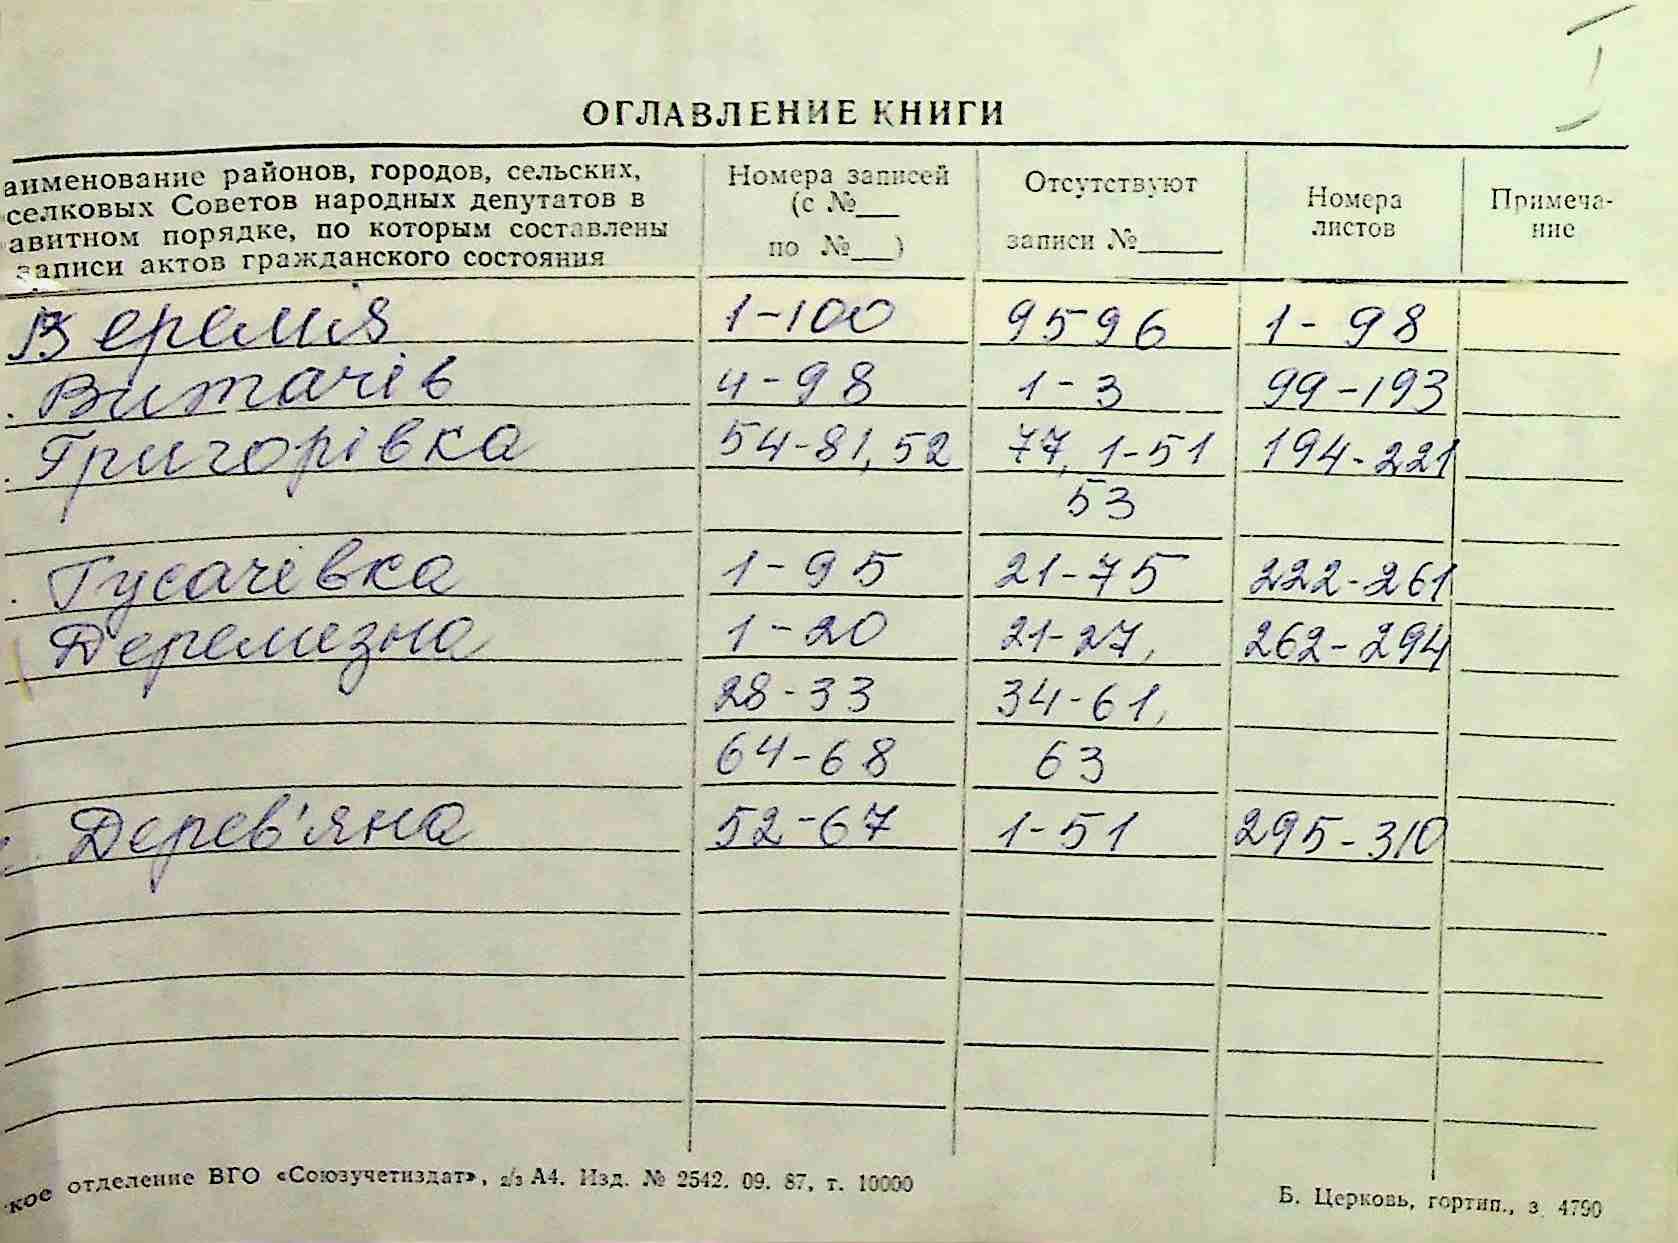 I
ОГЛАВЛЕНИЕ КНИГИ
аименование районов, городов, сельских,
селковых Советов народных депутатов в
авитном порядке, по которым составлены
записи актов гражданского состояния
Номера записей
(с №___
по №___)
Отсутствуют
записи №______
Номера
листов
Примеча-
ние
Веремя 1-100 95 96 1-98
Витачів 4-98 1-3 99-193
Григорівка 54-81, 52 77, 1-51 194-221
53
Гусачівка 1-95 21-75 222-261
Деремезна 1-20 21-27, 262-294
28-33 34-61,
64-68 63
Дерев'яна 52-67 1-51 295-310
кое отделение ВГО «Союзучетиздат», г/з А4. Изд. № 2542. 09. 87, т. 10000
Б. Церковь, гортип., з. 4790